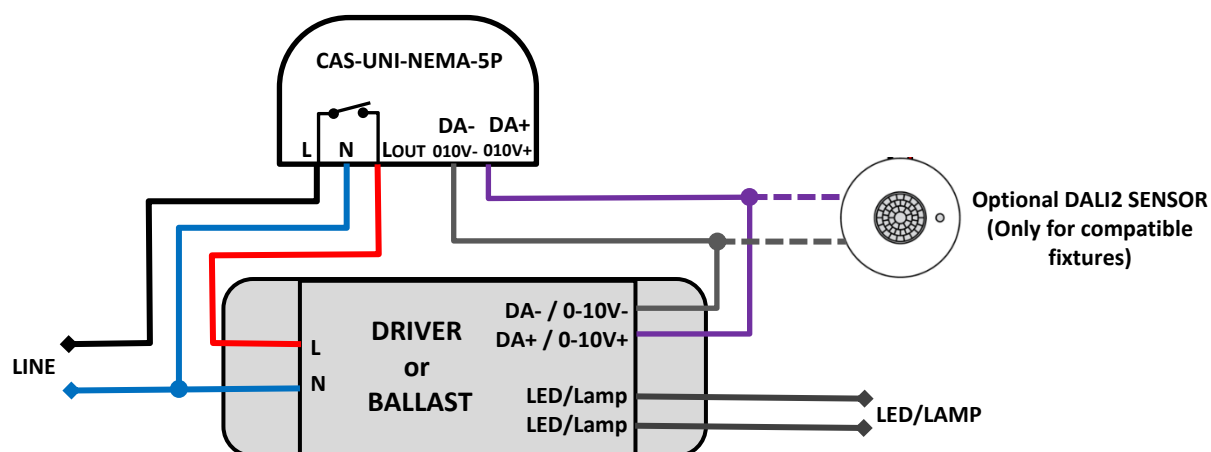 CAS-UNI-NEMA-5P
DA- DA+
L N LOUT 010V- 010V+
Optional DALI2 SENSOR
(Only for compatible
fixtures)
DA- / 0-10V-
DRIVER
DA+ / 0-10V+
L
or
LINE
N
BALLAST
LED/Lamp
LED/Lamp
LED/LAMP